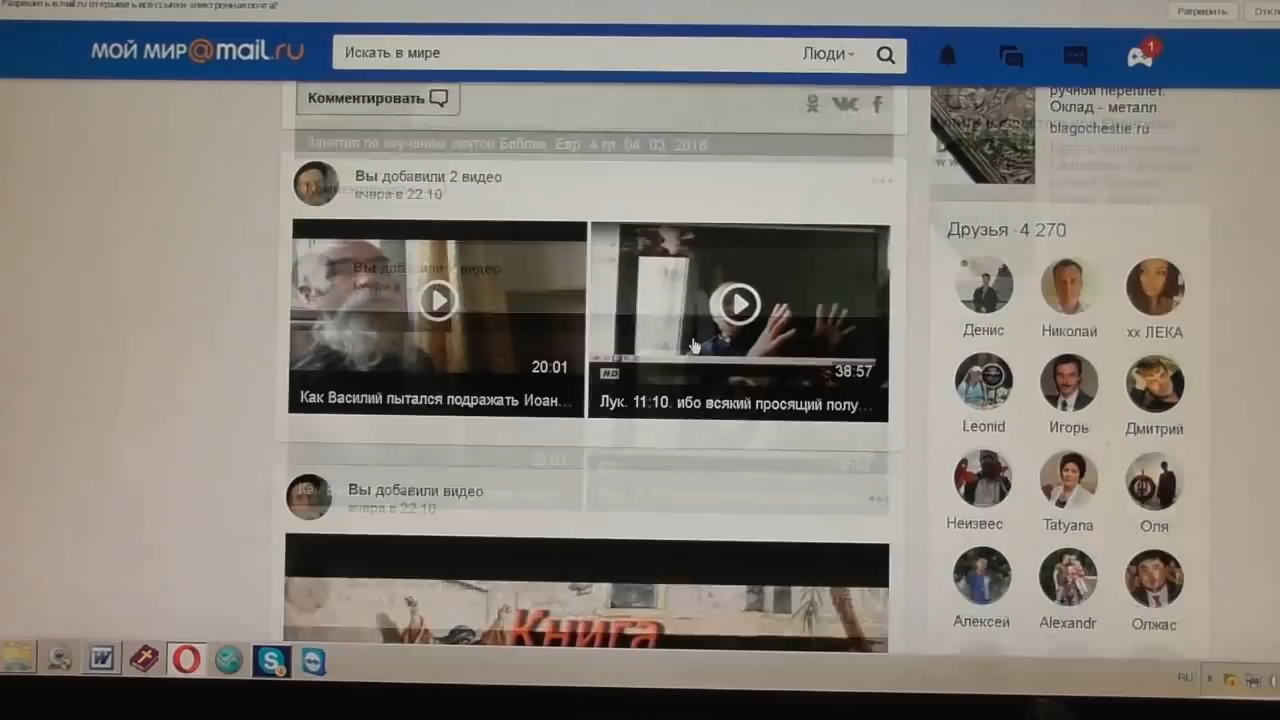 Разрешить e.mail.ru открывать все ссылки электронная почта?
Разрешить
МОЙ МИР@mail.ru
Искать в мире
Люди
1
Комментировать
ручной переплет.
Оклад - металл.
blagochestie.ru
Занятия по изучению святой Библии. Евр. 4 гл. 04. 03. 2018
Вы добавили 2 видео
вчера в 22:10
Вы добавили 2 видео
20:01
Как Василий пытался подражать Иоан...
HD
38:57
Лук. 11:10. ибо всякий просящий полу...
Вы добавили видео
вчера в 22:10
Книга
Друзья 4 270
Денис
Николай
хх ЛЕКА
Leonid
Игорь
Дмитрий
Неизвес
Tatyana
Оля
Алексей
Alexandr
Олжас
RU